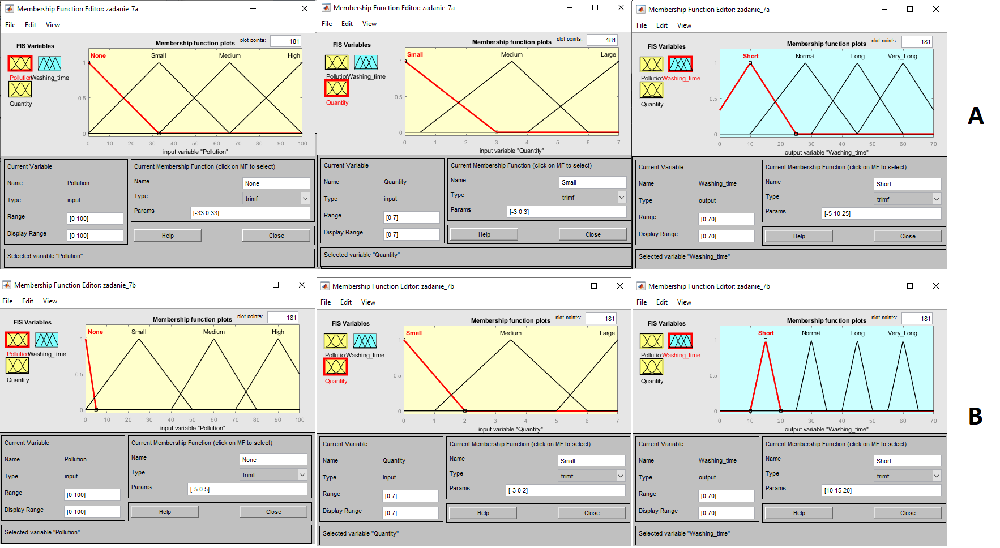 Membership Function Editor: zadanie_7a
File Edit View
FIS Variables
Membership function plots plot points: 181
None Small Medium High
Pollution Washing_time
Quantity
1
0.5
0
0 10 20 30 40 50 60 70 80 90 100
input variable "Pollution"
Current Variable
Name Pollution
Type input
Range [0 100]
Display Range [0 100]
Current Membership Function (click on MF to select)
Name None
Type trimf
Params [-33 0 33]
Help Close
Selected variable "Pollution"
Membership Function Editor: zadanie_7a
File Edit View
FIS Variables
Membership function plots plot points: 181
Small Medium Large
Pollution Washing_time
Quantity
1
0.5
0
0 1 2 3 4 5 6 7
input variable "Quantity"
Current Variable
Name Quantity
Type input
Range [0 7]
Display Range [0 7]
Current Membership Function (click on MF to select)
Name Small
Type trimf
Params [-3 0 3]
Help Close
Selected variable "Quantity"
Membership Function Editor: zadanie_7a
File Edit View
FIS Variables
Membership function plots plot points: 181
Short Normal Long Very_Long
Pollution Washing_time
Quantity
1
0.5
0
0 10 20 30 40 50 60 70
output variable "Washing_time"
Current Variable
Name Washing_time
Type output
Range [0 70]
Display Range [0 70]
Current Membership Function (click on MF to select)
Name Short
Type trimf
Params [-5 10 25]
Help Close
Selected variable "Washing_time"
A
Membership Function Editor: zadanie_7b
File Edit View
FIS Variables
Membership function plots plot points: 181
None Small Medium High
Pollution Washing_time
Quantity
1
0.5
0
0 10 20 30 40 50 60 70 80 90 100
input variable "Pollution"
Current Variable
Name Pollution
Type input
Range [0 100]
Display Range [0 100]
Current Membership Function (click on MF to select)
Name None
Type trimf
Params [-5 0 5]
Help Close
Selected variable "Pollution"
Membership Function Editor: zadanie_7b
File Edit View
FIS Variables
Membership function plots plot points: 181
Small Medium Large
Pollution Washing_time
Quantity
1
0.5
0
0 1 2 3 4 5 6 7
input variable "Quantity"
Current Variable
Name Quantity
Type input
Range [0 7]
Display Range [0 7]
Current Membership Function (click on MF to select)
Name Small
Type trimf
Params [-3 0 2]
Help Close
Selected variable "Quantity"
Membership Function Editor: zadanie_7b
File Edit View
FIS Variables
Membership function plots plot points: 181
Short Normal Long Very_Long
Pollution Washing_time
Quantity
1
0.5
0
0 10 20 30 40 50 60 70
output variable "Washing_time"
Current Variable
Name Washing_time
Type output
Range [0 70]
Display Range [0 70]
Current Membership Function (click on MF to select)
Name Short
Type trimf
Params [10 15 20]
Help Close
Selected variable "Washing_time"
B